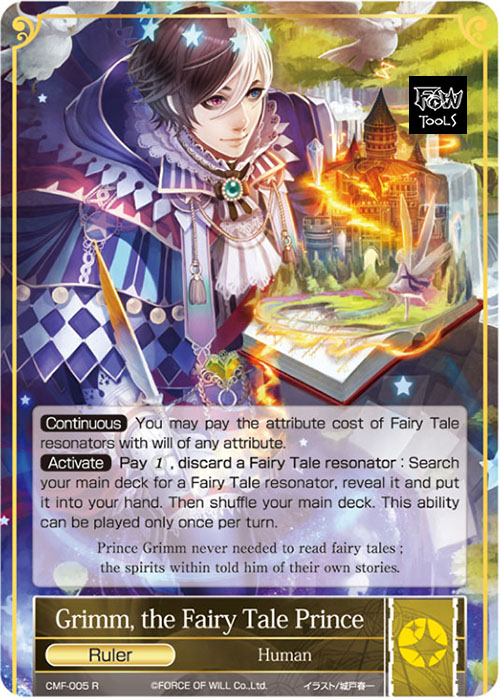 FoW
TOOLS
Continuous You may pay the attribute cost of Fairy Tale
resonators with will of any attribute.
Activate Pay 1 , discard a Fairy Tale resonator : Search
your main deck for a Fairy Tale resonator, reveal it and put
it into your hand. Then shuffle your main deck. This ability
can be played only once per turn.
Prince Grimm never needed to read fairy tales ;
the spirits within told him of their own stories.
Grimm, the Fairy Tale Prince
Ruler Human
CMF-005 R ©FORCE OF WILL Co.,Ltd. イラスト/城戸春一